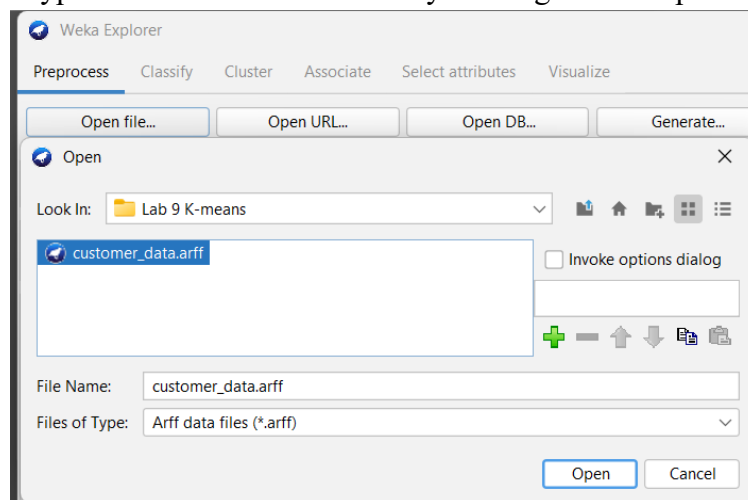 Weka Explorer
Preprocess Classify Cluster Associate Select attributes Visualize
Open file... Open URL... Open DB... Generate...
Open
Look In: Lab 9 K-means
customer_data.arff
Invoke options dialog
File Name: customer_data.arff
Files of Type: Arff data files (*.arff)
Open Cancel